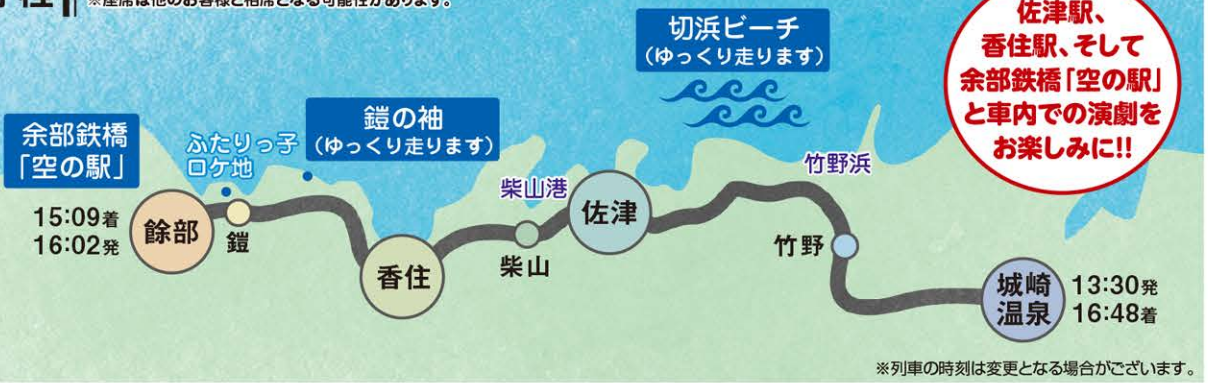 ※座席は他のお客様と相席となる可能性があります。
切浜ビーチ
(ゆっくり走ります)
佐津駅、
香住駅、そして
余部鉄橋「空の駅」
と車内での演劇を
お楽しみに!!
余部鉄橋
「空の駅」
ふたりっ子
ロケ地
鎧の袖
(ゆっくり走ります)
柴山港
竹野浜
15:09着
16:02発
餘部
鎧
香住
柴山
佐津
竹野
城崎
温泉
13:30発
16:48着
※列車の時刻は変更となる場合がございます。